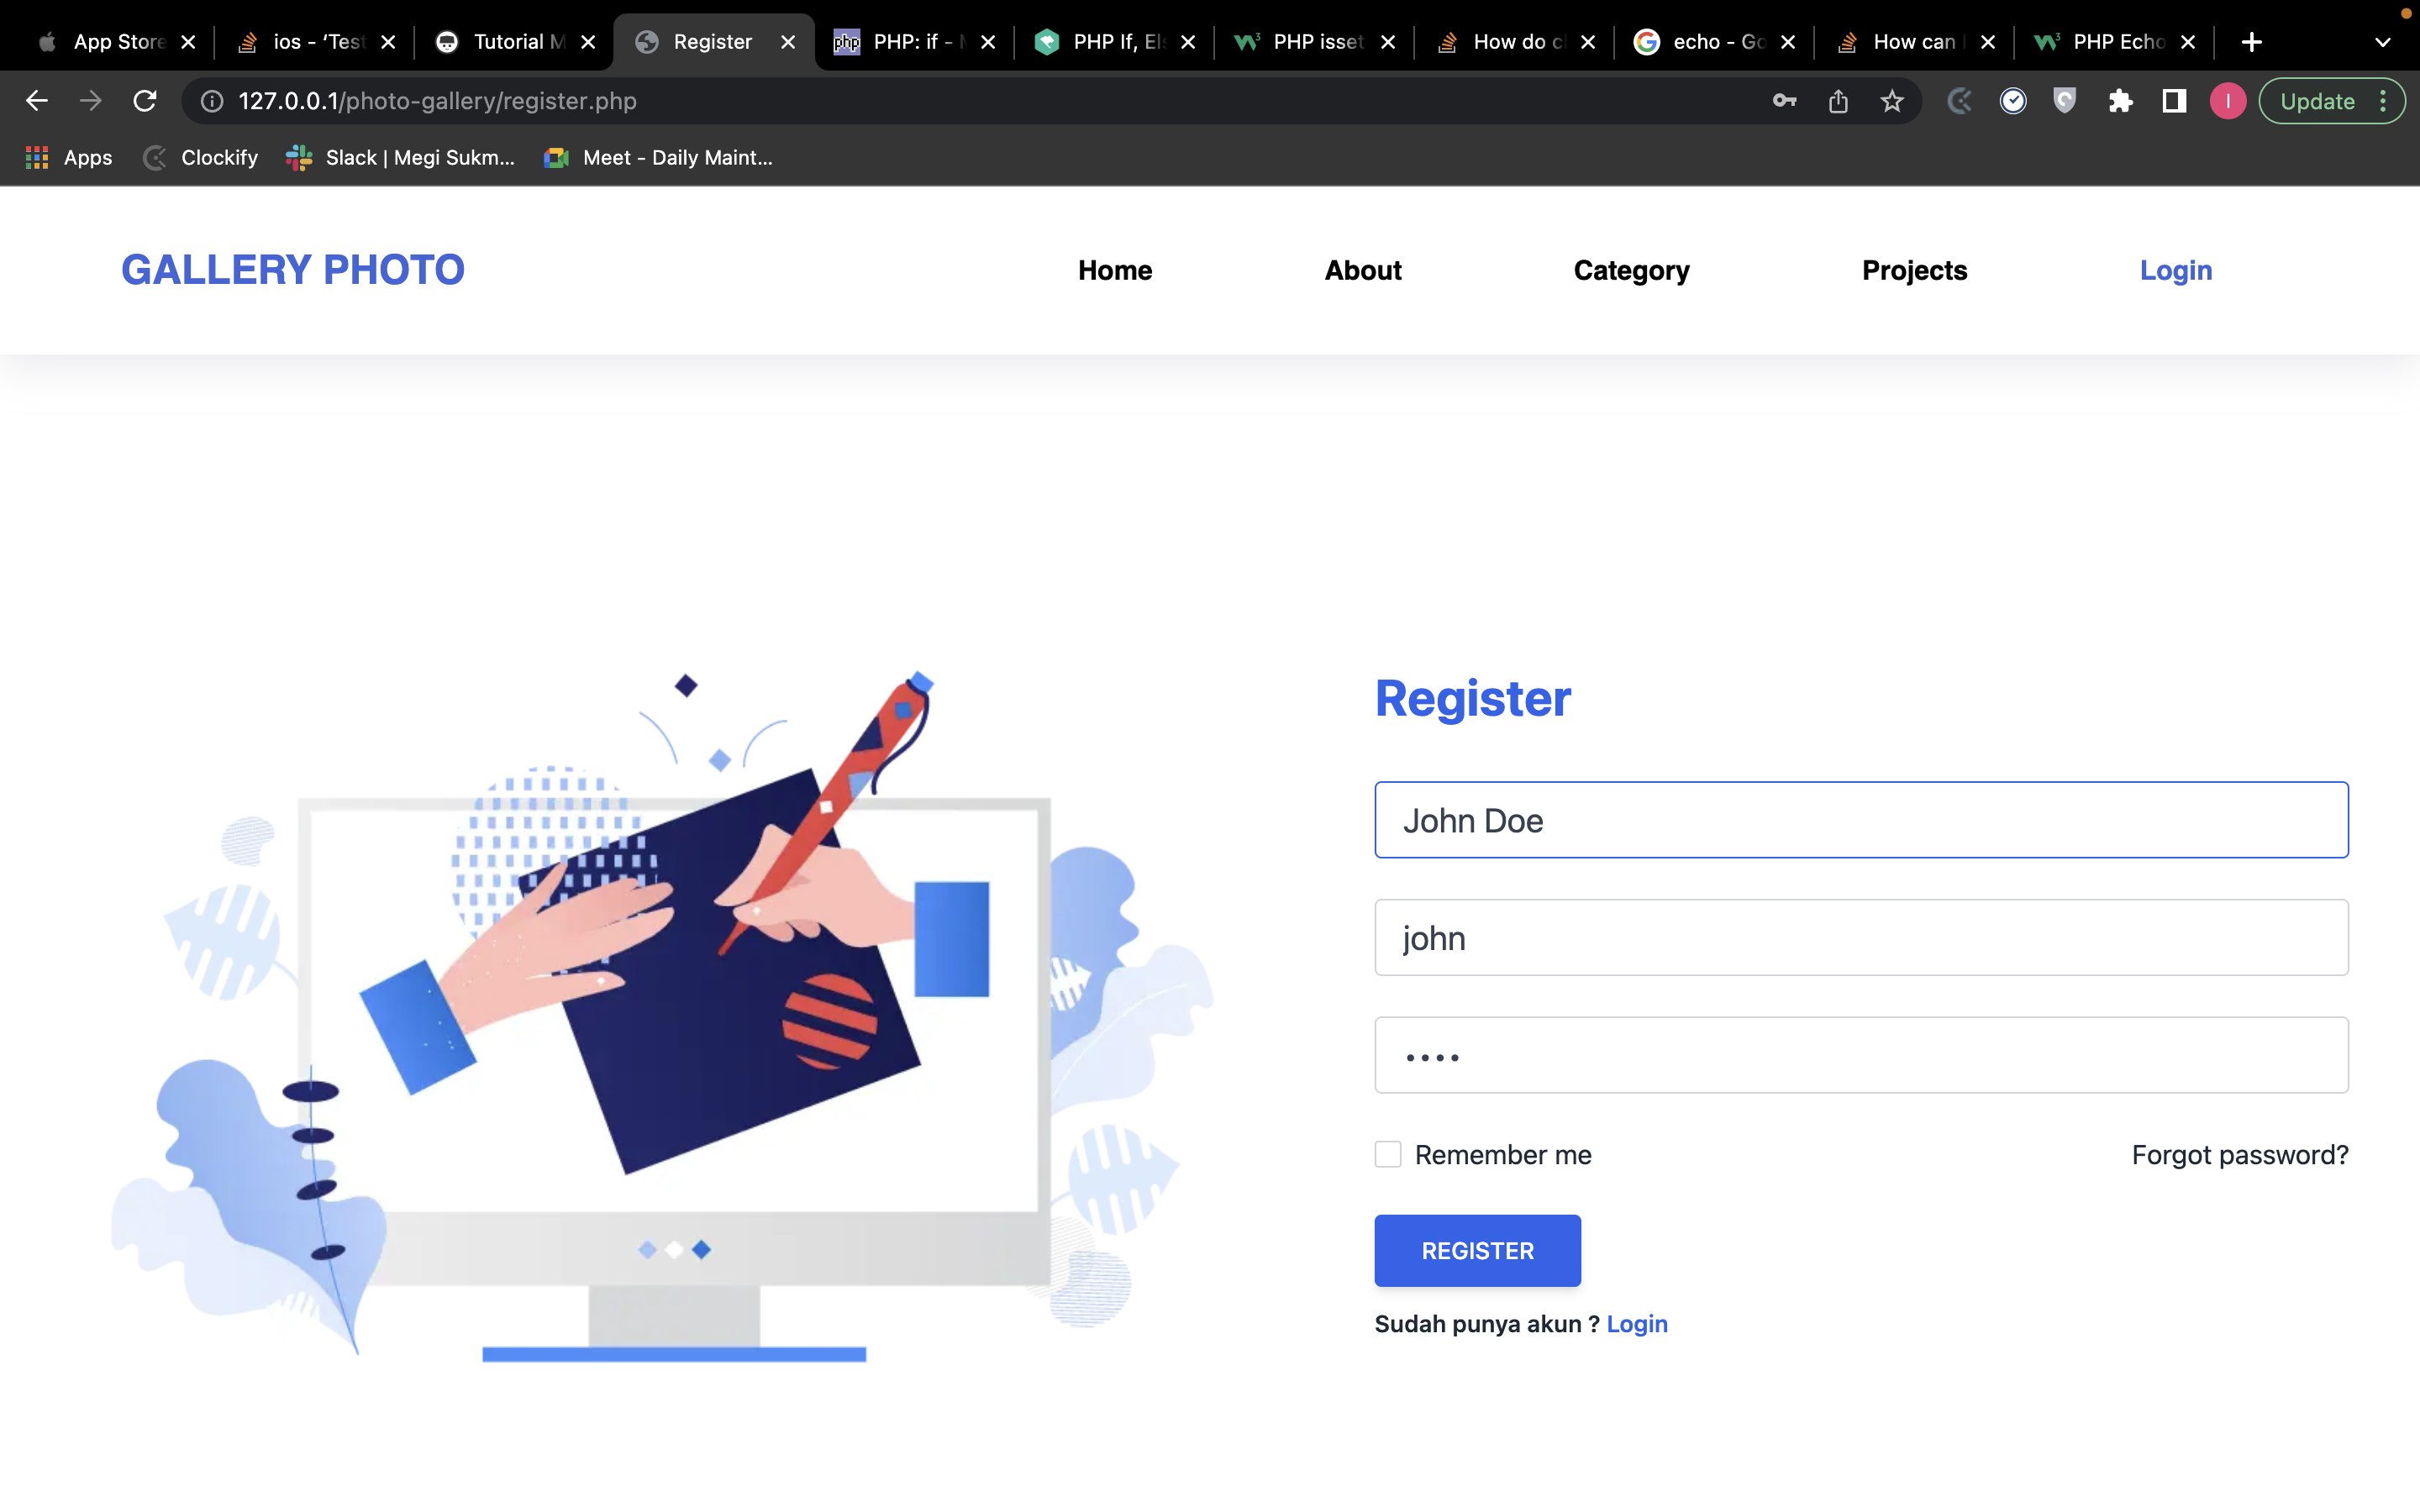 App Store
ios - ‘Test
Tutorial M
Register
php PHP: if -
PHP If, El
PHP isset
How do c
echo - Go
How can
PHP Echo
127.0.0.1/photo-gallery/register.php
I
Update
Apps
Clockify
Slack | Megi Sukm...
Meet - Daily Maint...
GALLERY PHOTO
Home
About
Category
Projects
Login
Register
John Doe
john
Remember me
Forgot password?
REGISTER
Sudah punya akun ? Login